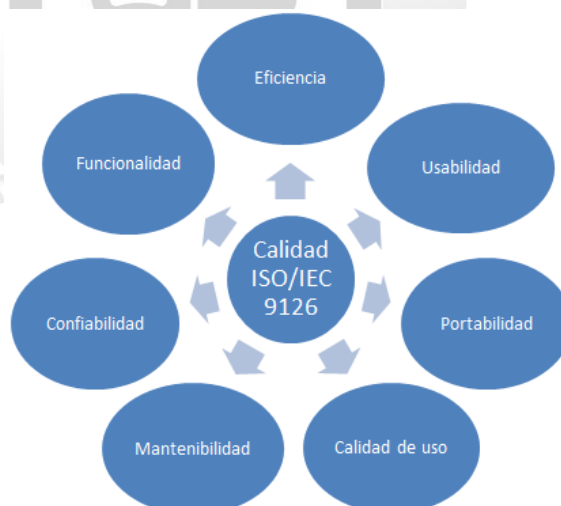 Eficiencia
Funcionalidad
Usabilidad
Calidad
ISO/IEC
9126
Confiabilidad
Portabilidad
Mantenibilidad
Calidad de uso